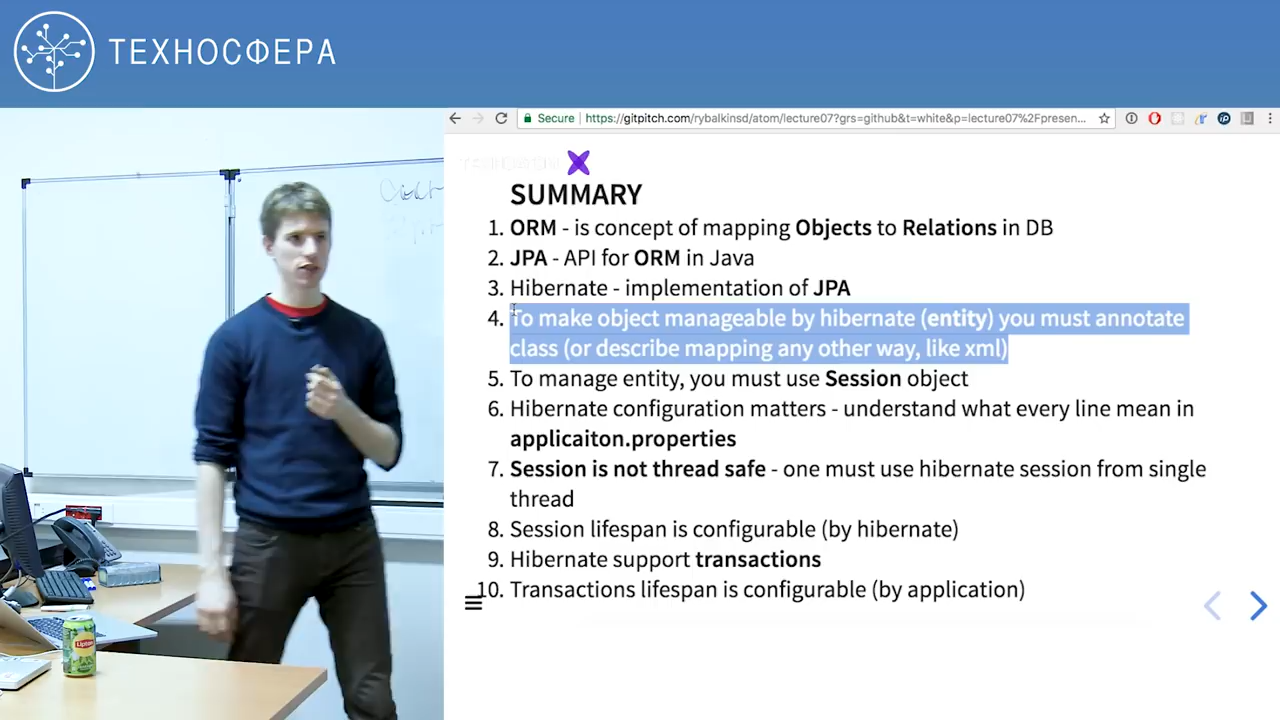 ТЕХНОСФЕРА
Secure
https://gitpitch.com/rybalkinsd/atom/lecture07?grs=github&t=white&p=lecture07%2Fpresen...
SUMMARY
1. ORM - is concept of mapping Objects to Relations in DB
2. JPA - API for ORM in Java
3. Hibernate - implementation of JPA
4. To make object manageable by hibernate (entity) you must annotate
class (or describe mapping any other way, like xml)
5. To manage entity, you must use Session object
6. Hibernate configuration matters - understand what every line mean in
applicaiton.properties
7. Session is not thread safe - one must use hibernate session from single
thread
8. Session lifespan is configurable (by hibernate)
9. Hibernate support transactions
10. Transactions lifespan is configurable (by application)
Lipton